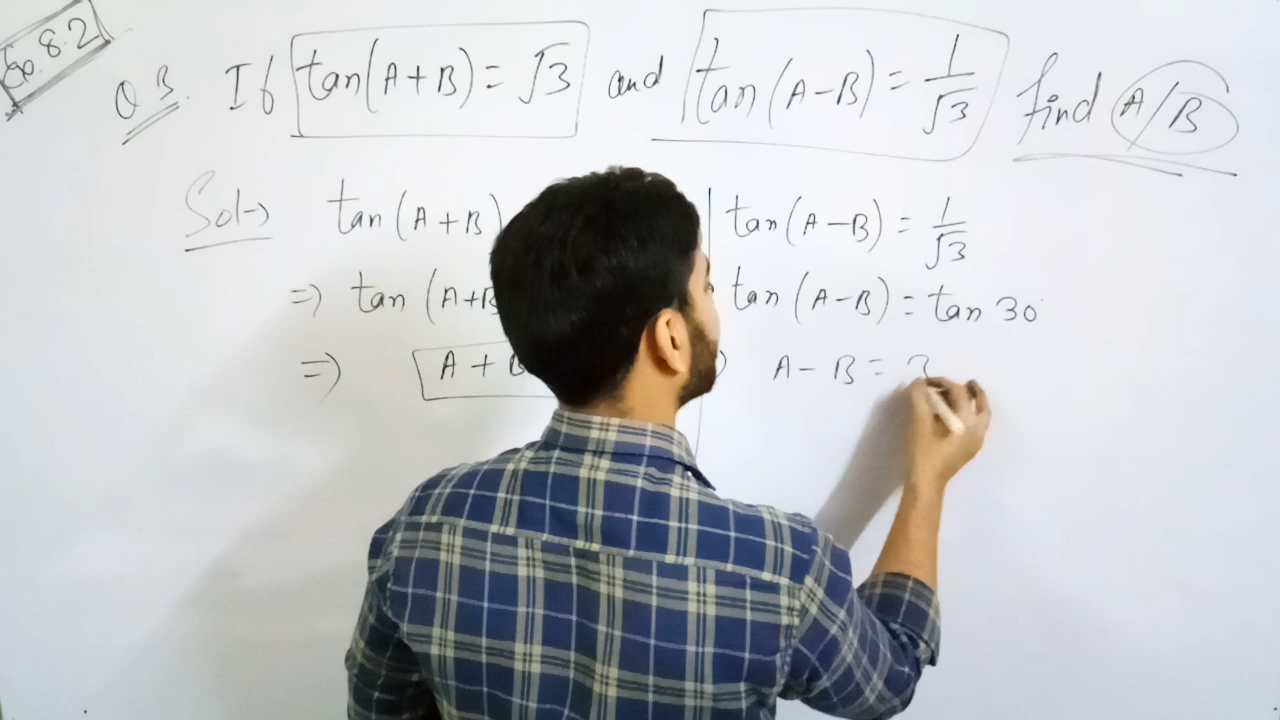 Ex. 8.2
Q 3. If tan(A+B) = √3 and tan(A-B) = 1/√3 find A/B
Sol→ tan(A+B) tan(A-B) = 1/√3
=> tan(A+B tan(A-B) = tan 30°
=> A+B A-B = 3